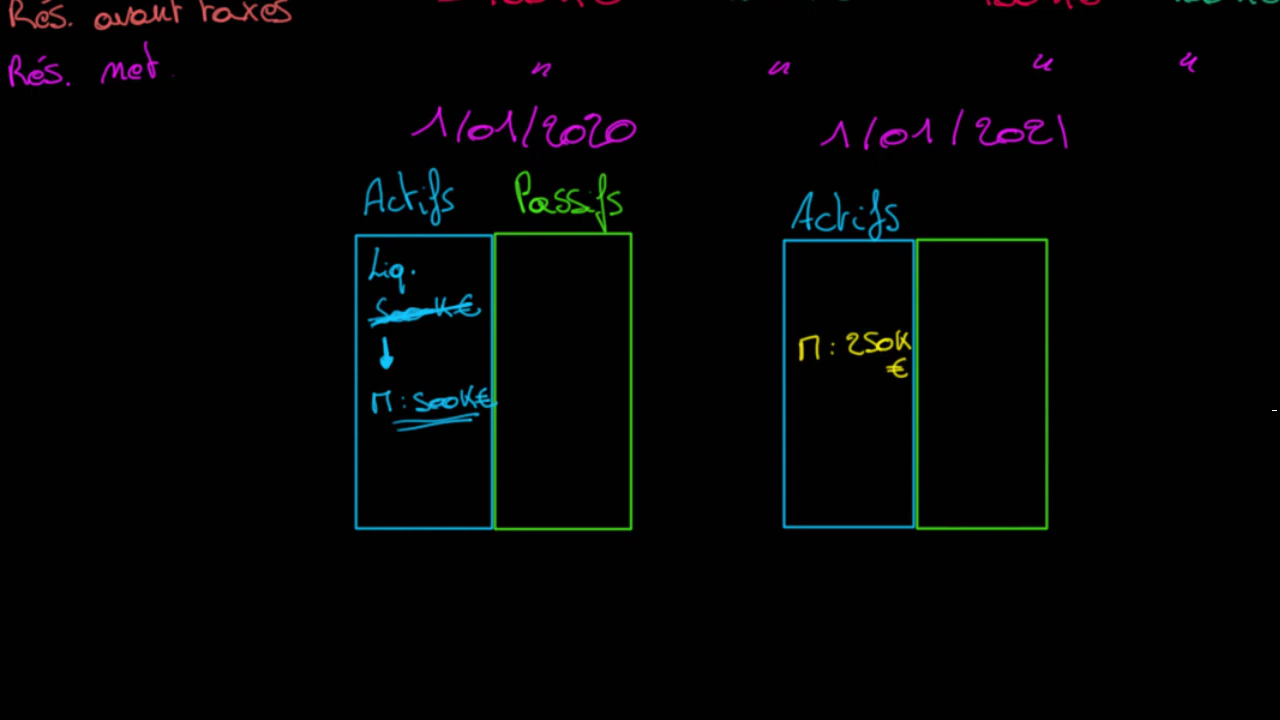 Rés. avant taxes
Rés. net
" " " "
1/01/2020 1/01/2021
Actifs Passifs Actifs
Liq.
500K€
M : 250K
€
M : 500K€